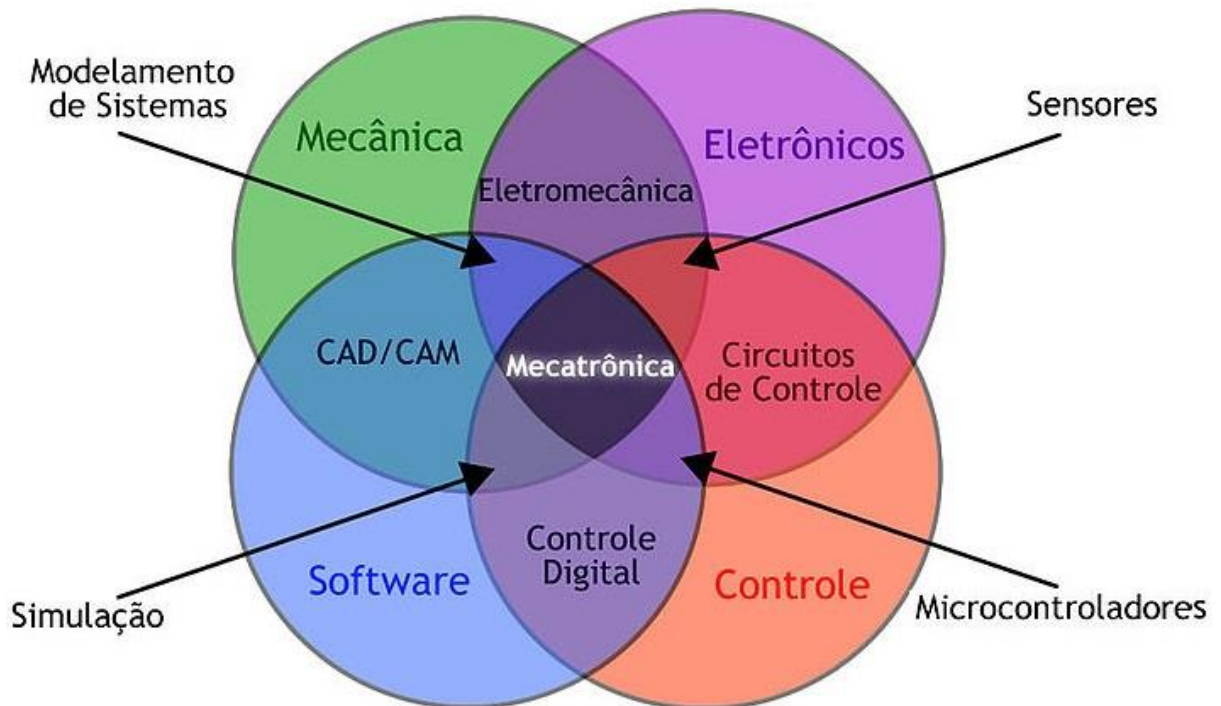 Modelamento
de Sistemas
Mecânica
Eletrônicos
Sensores
Eletromecânica
CAD/CAM
Mecatrônica
Circuitos
de Controle
Controle
Digital
Software
Controle
Simulação
Microcontroladores